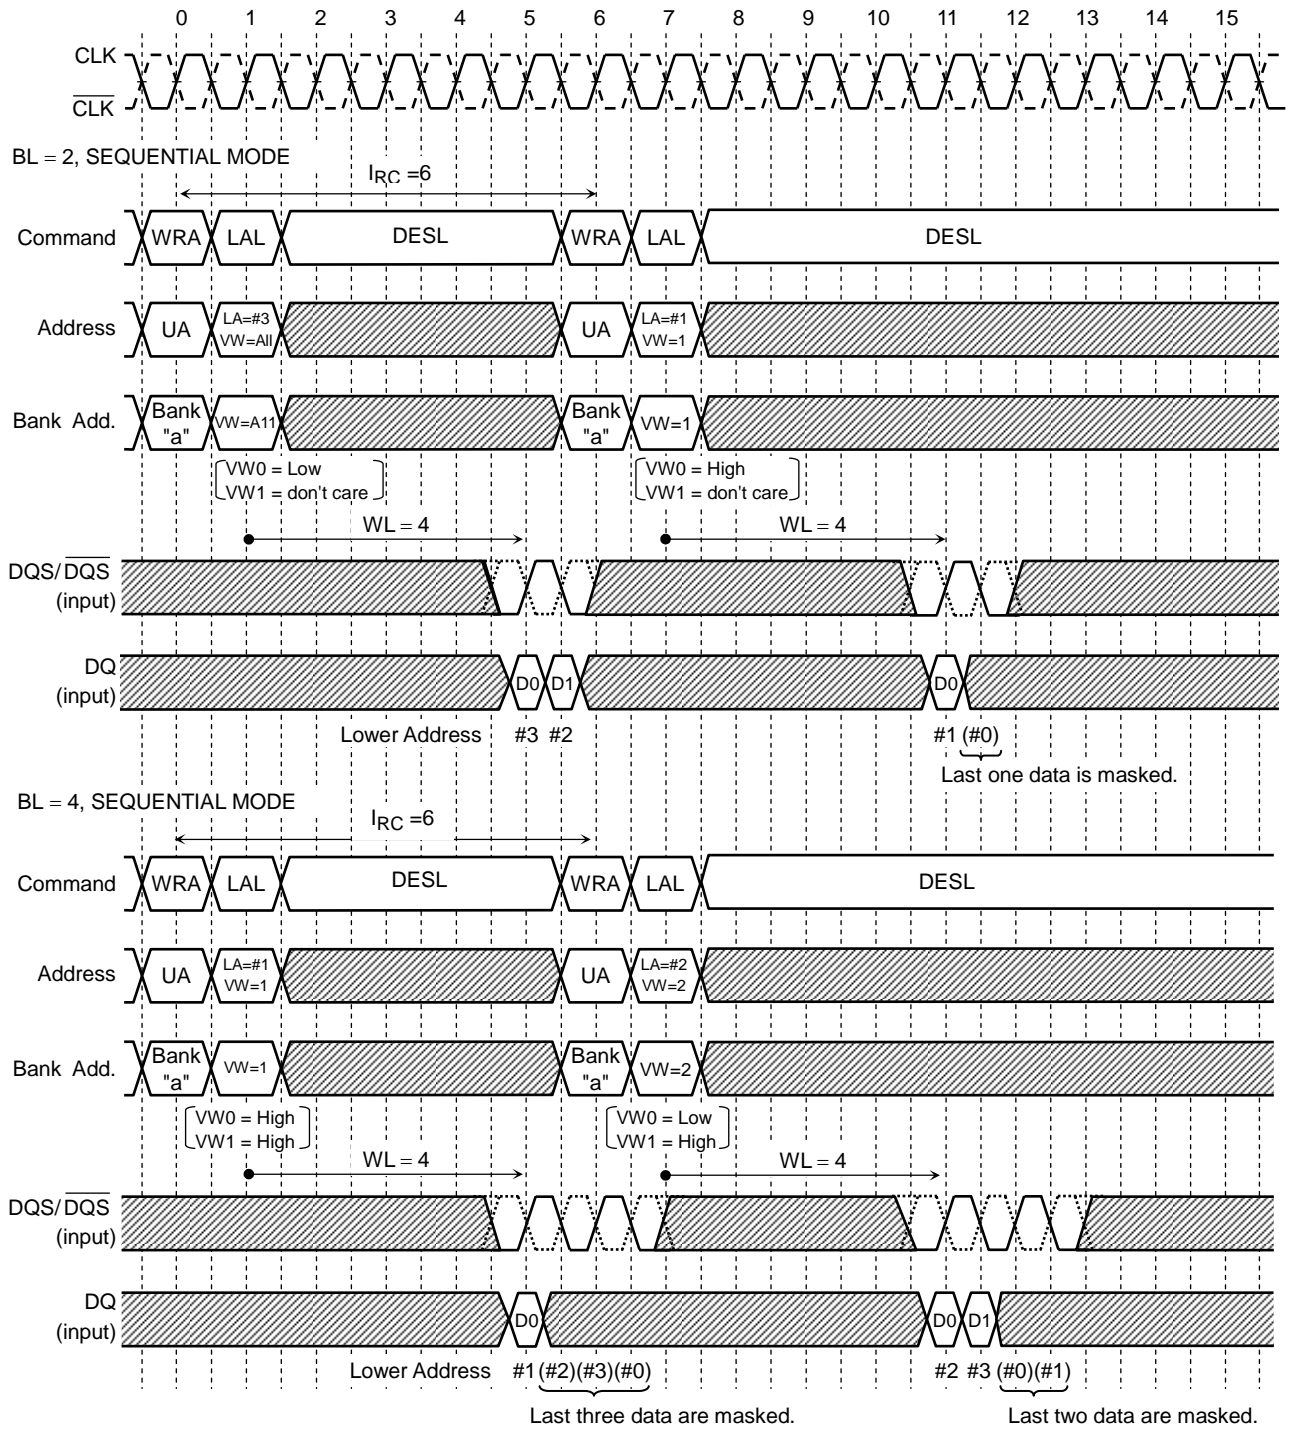 0 1 2 3 4 5 6 7 8 9 10 11 12 13 14 15
CLK
CLK
BL = 2, SEQUENTIAL MODE
IRC =6
Command WRA LAL DESL WRA LAL DESL
Address UA LA=#3 UA LA=#1
VW=All VW=1
Bank Add. Bank "a" VW=A11 Bank "a" VW=1
VW0 = Low VW0 = High
VW1 = don't care VW1 = don't care
WL = 4 WL = 4
DQS/DQS
(input)
DQ
(input) D0 D1 D0
Lower Address #3 #2 #1 (#0)
Last one data is masked.
BL = 4, SEQUENTIAL MODE
IRC =6
Command WRA LAL DESL WRA LAL DESL
Address UA LA=#1 UA LA=#2
VW=1 VW=2
Bank Add. Bank "a" VW=1 Bank "a" VW=2
VW0 = High VW0 = Low
VW1 = High VW1 = High
WL = 4 WL = 4
DQS/DQS
(input)
DQ
(input) D0 D0 D1
Lower Address #1 (#2)(#3)(#0) #2 #3 (#0)(#1)
Last three data are masked. Last two data are masked.